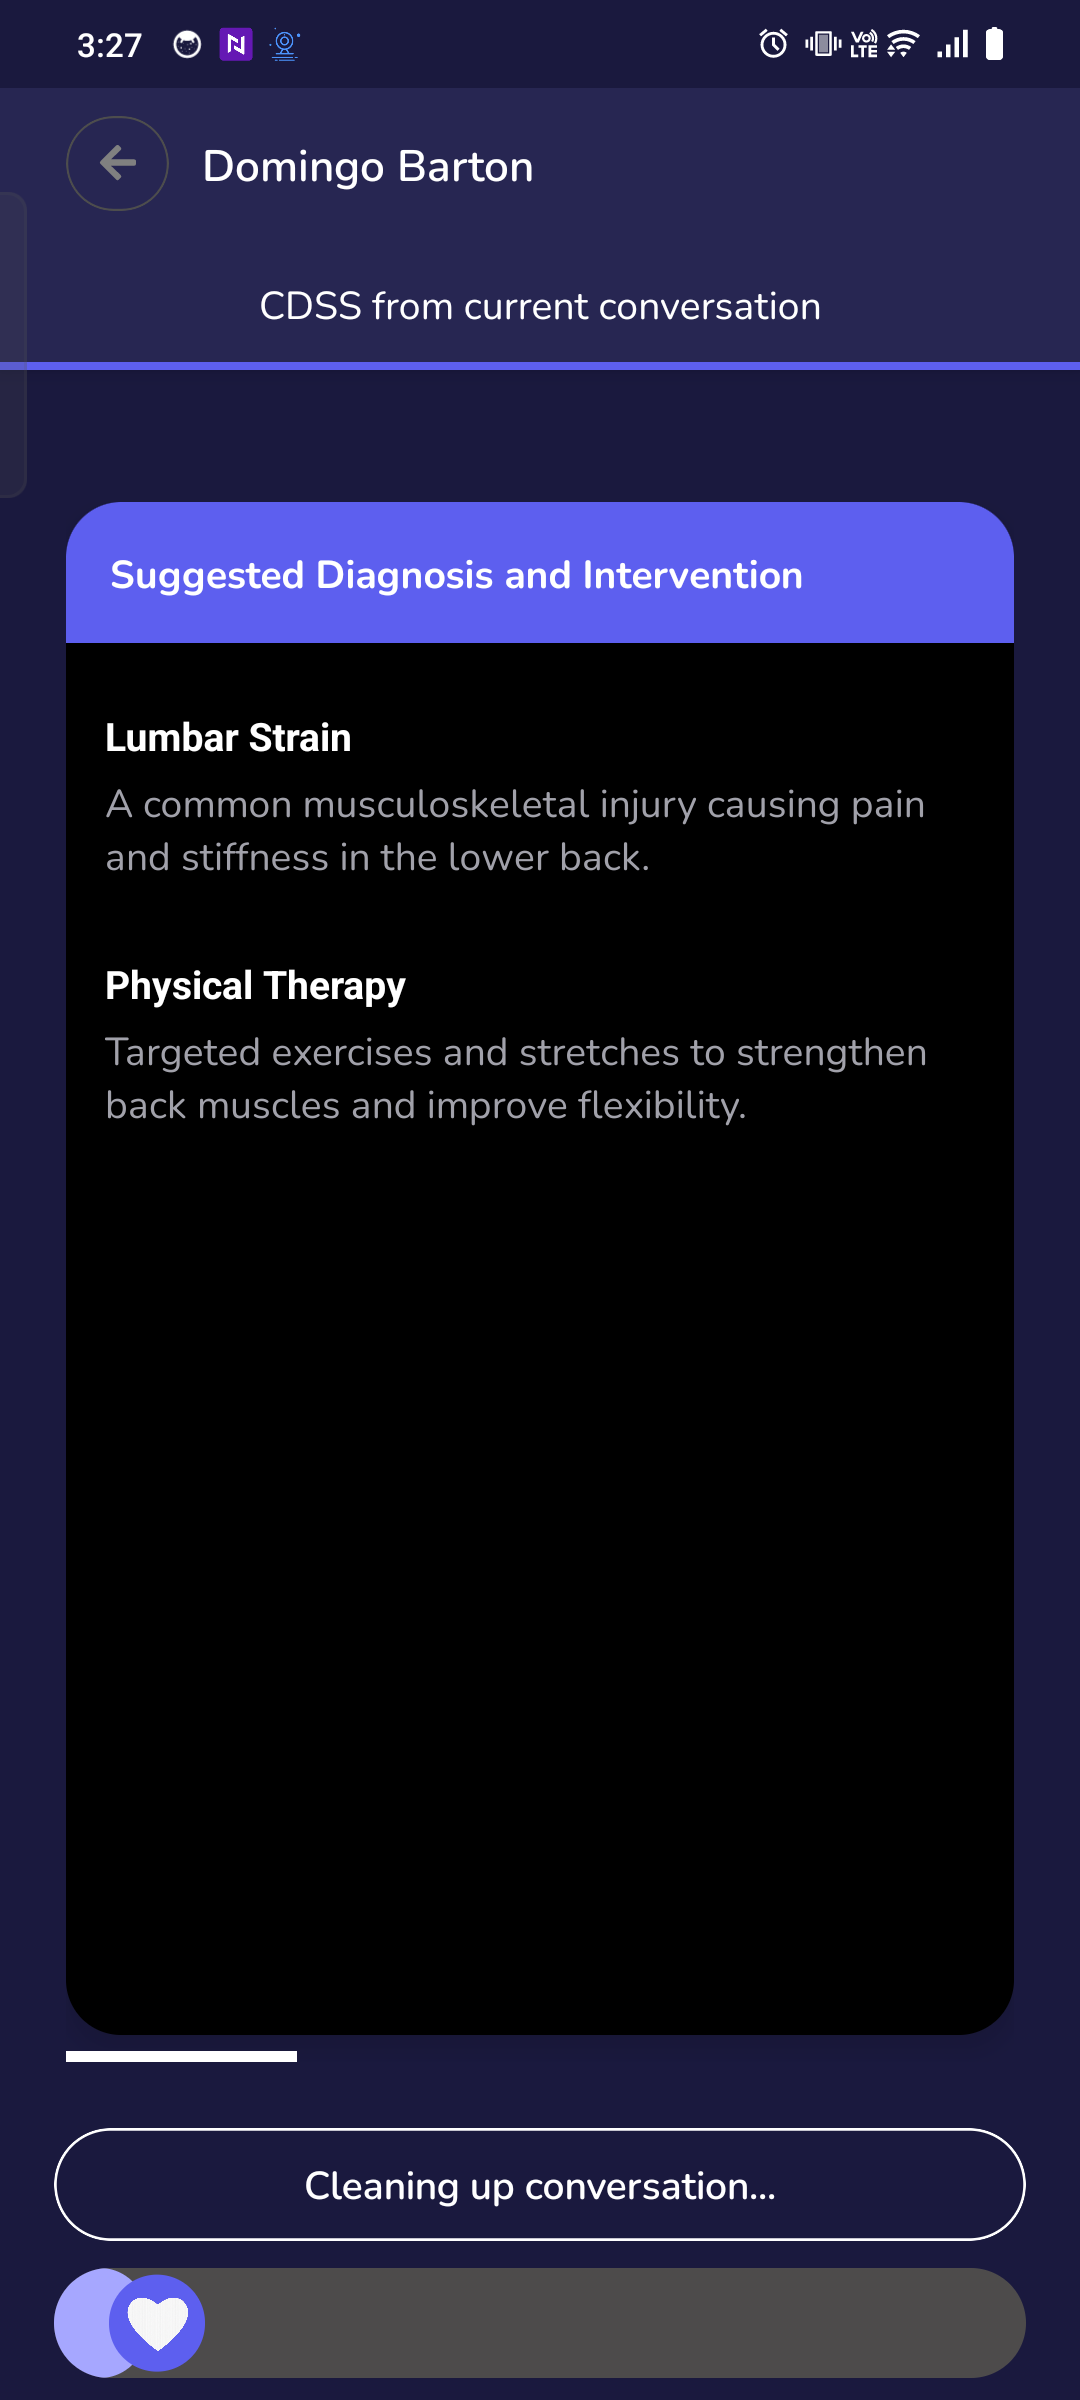 3:27
N
Vo)) LTE
Domingo Barton
CDSS from current conversation
Suggested Diagnosis and Intervention
Lumbar Strain
A common musculoskeletal injury causing pain
and stiffness in the lower back.
Physical Therapy
Targeted exercises and stretches to strengthen
back muscles and improve flexibility.
Cleaning up conversation...